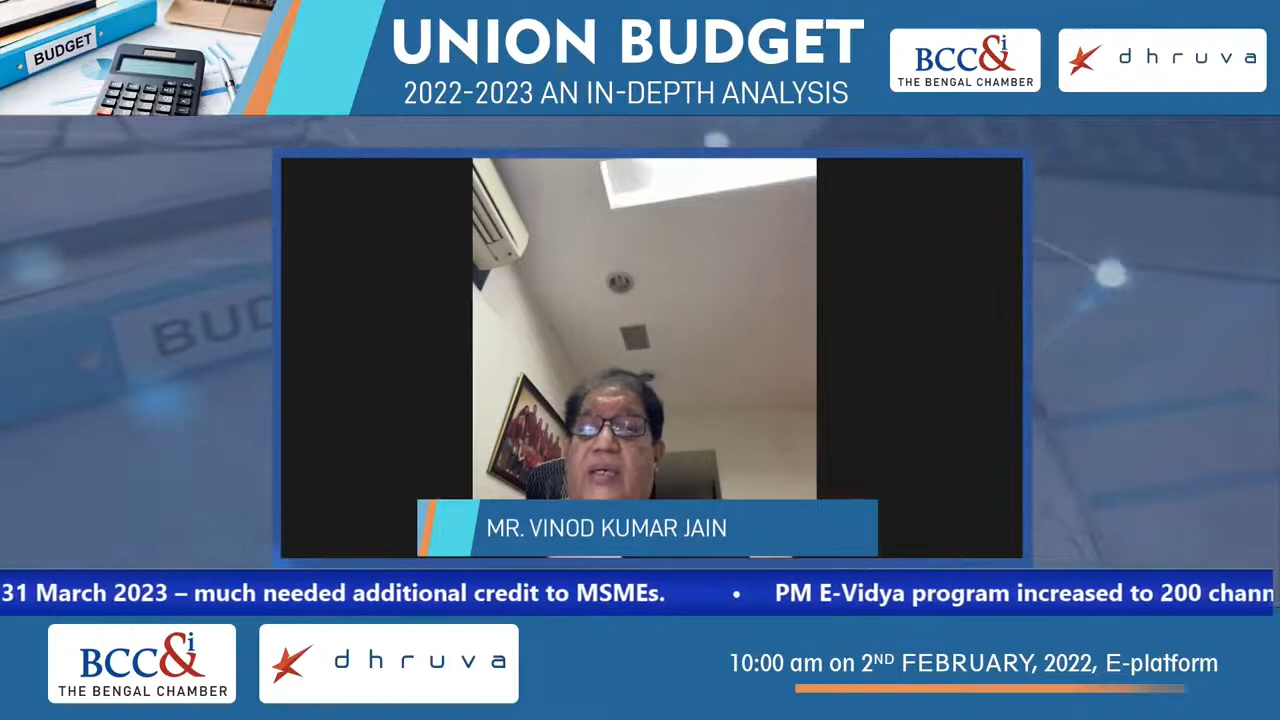 BUDGET
UNION BUDGET
2022-2023 AN IN-DEPTH ANALYSIS
BCC&i
THE BENGAL CHAMBER
dhruva
BUD
MR. VINOD KUMAR JAIN
31 March 2023 – much needed additional credit to MSMEs. • PM E-Vidya program increased to 200 chann
BCC&i
THE BENGAL CHAMBER
dhruva
10:00 am on 2ND FEBRUARY, 2022, E-platform